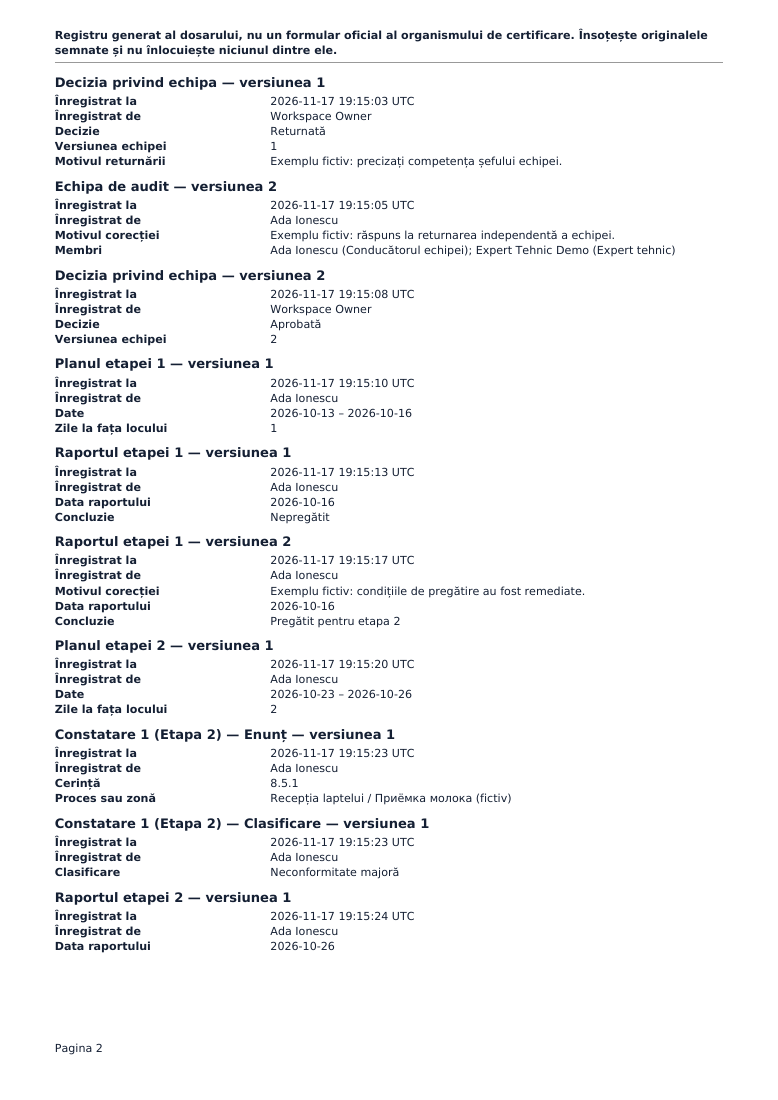 Registru generat al dosarului, nu un formular oficial al organismului de certificare. Însoțește originalele
semnate și nu înlocuiește niciunul dintre ele.
Decizia privind echipa — versiunea 1
Înregistrat la 2026-11-17 19:15:03 UTC
Înregistrat de Workspace Owner
Decizie Returnată
Versiunea echipei 1
Motivul returnării Exemplu fictiv: precizați competența șefului echipei.
Echipa de audit — versiunea 2
Înregistrat la 2026-11-17 19:15:05 UTC
Înregistrat de Ada Ionescu
Motivul corecției Exemplu fictiv: răspuns la returnarea independentă a echipei.
Membri Ada Ionescu (Conducătorul echipei); Expert Tehnic Demo (Expert tehnic)
Decizia privind echipa — versiunea 2
Înregistrat la 2026-11-17 19:15:08 UTC
Înregistrat de Workspace Owner
Decizie Aprobată
Versiunea echipei 2
Planul etapei 1 — versiunea 1
Înregistrat la 2026-11-17 19:15:10 UTC
Înregistrat de Ada Ionescu
Date 2026-10-13 – 2026-10-16
Zile la fața locului 1
Raportul etapei 1 — versiunea 1
Înregistrat la 2026-11-17 19:15:13 UTC
Înregistrat de Ada Ionescu
Data raportului 2026-10-16
Concluzie Nepregătit
Raportul etapei 1 — versiunea 2
Înregistrat la 2026-11-17 19:15:17 UTC
Înregistrat de Ada Ionescu
Motivul corecției Exemplu fictiv: condițiile de pregătire au fost remediate.
Data raportului 2026-10-16
Concluzie Pregătit pentru etapa 2
Planul etapei 2 — versiunea 1
Înregistrat la 2026-11-17 19:15:20 UTC
Înregistrat de Ada Ionescu
Date 2026-10-23 – 2026-10-26
Zile la fața locului 2
Constatare 1 (Etapa 2) — Enunț — versiunea 1
Înregistrat la 2026-11-17 19:15:23 UTC
Înregistrat de Ada Ionescu
Cerință 8.5.1
Proces sau zonă Recepția laptelui / Приёмка молока (fictiv)
Constatare 1 (Etapa 2) — Clasificare — versiunea 1
Înregistrat la 2026-11-17 19:15:23 UTC
Înregistrat de Ada Ionescu
Clasificare Neconformitate majoră
Raportul etapei 2 — versiunea 1
Înregistrat la 2026-11-17 19:15:24 UTC
Înregistrat de Ada Ionescu
Data raportului 2026-10-26
Pagina 2